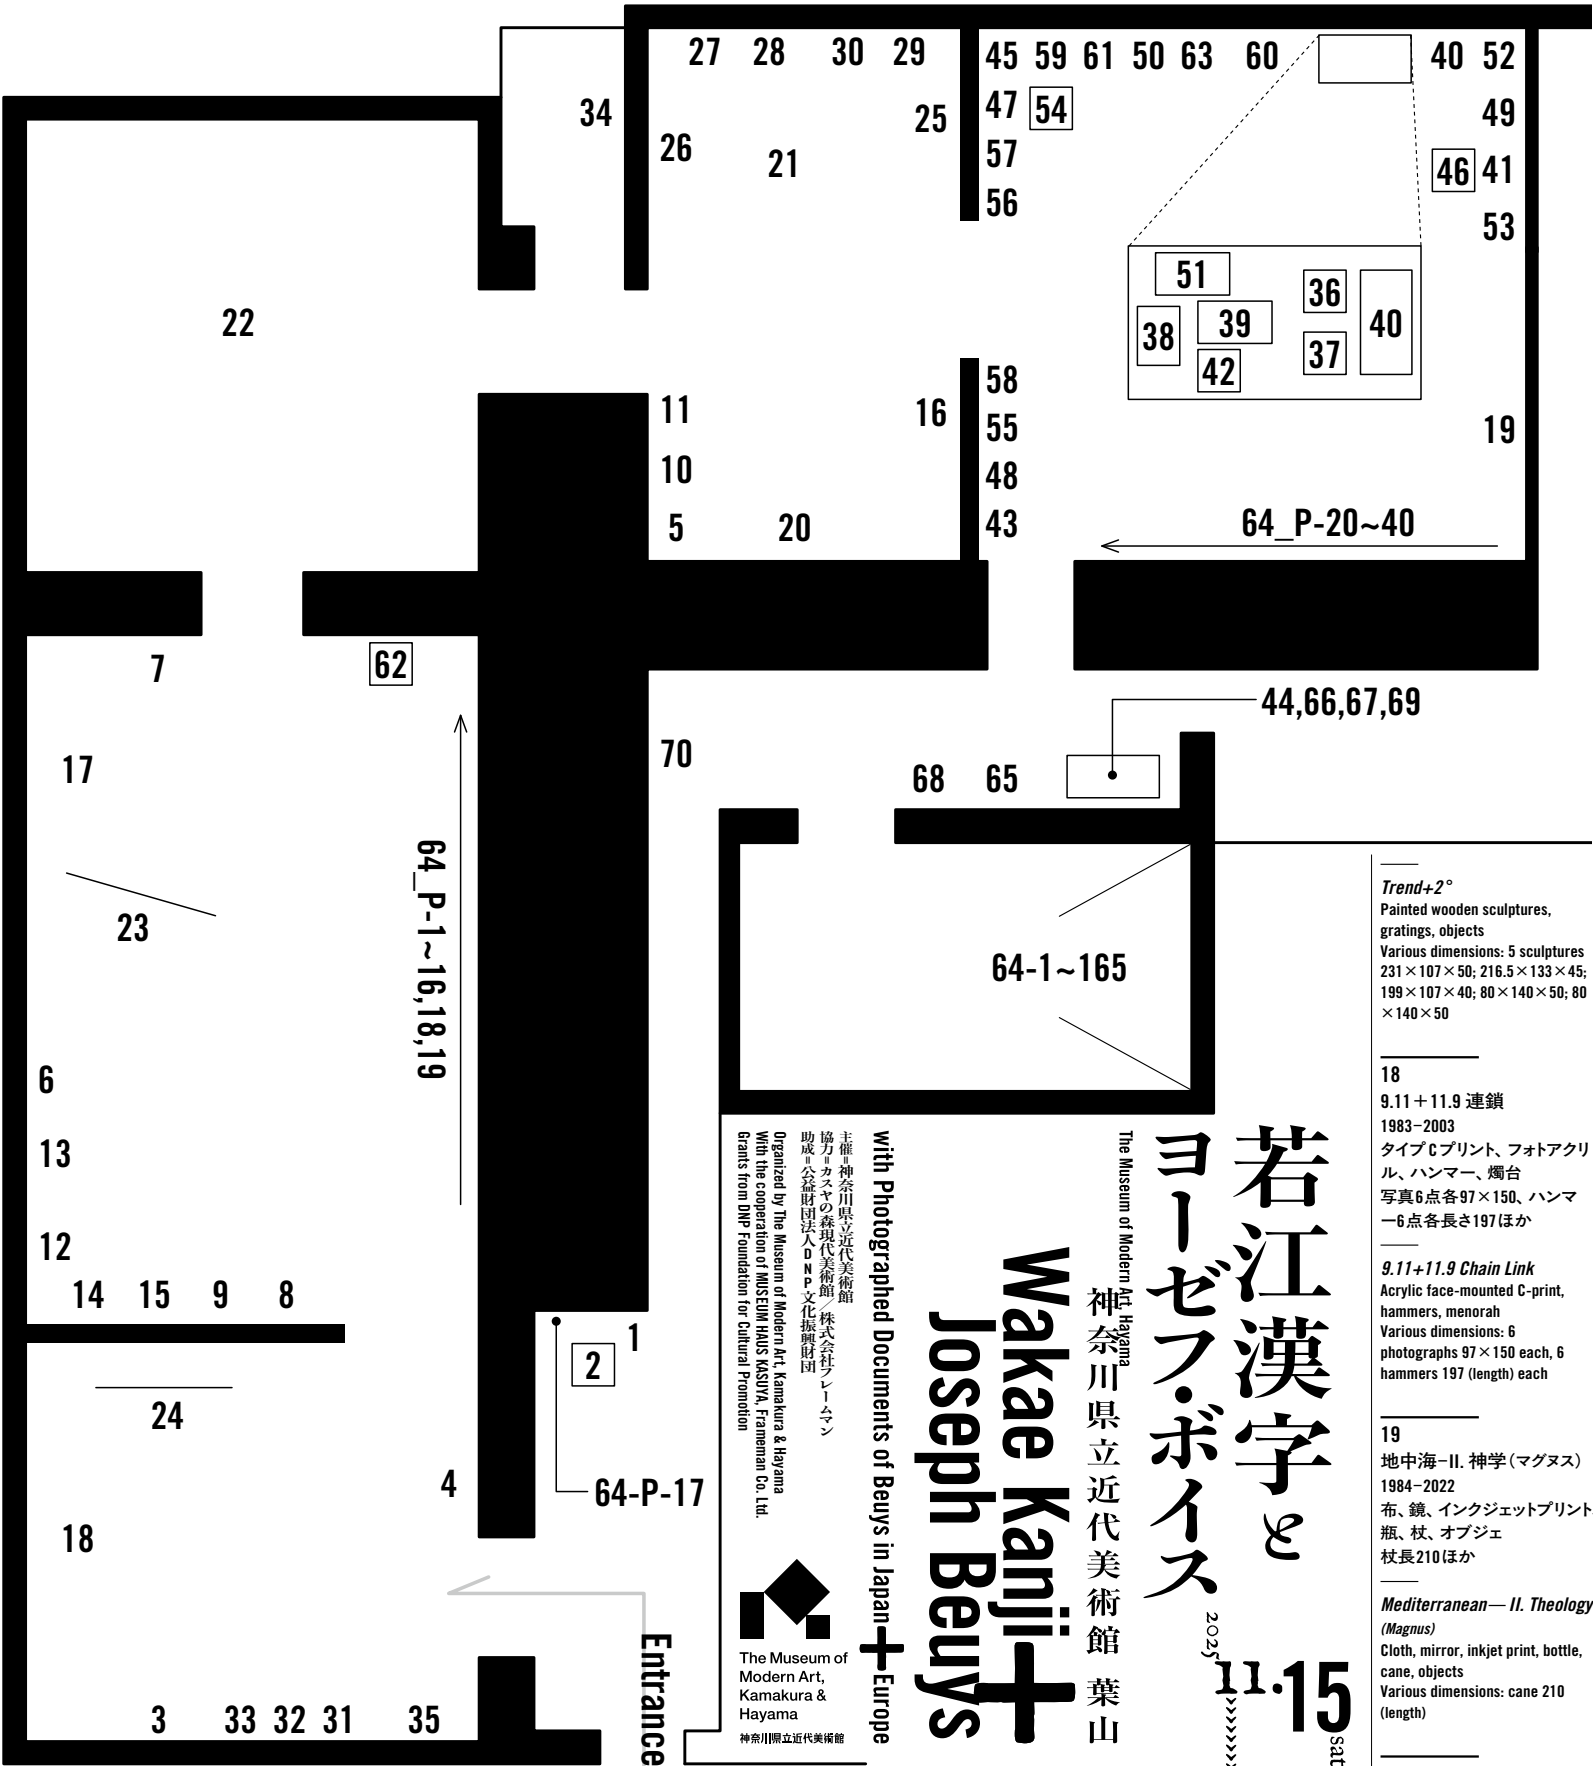 27 28 30 29
45 59 61 50 63 60 40 52
34
26 21 25
47 54 49
57 46 41
56 53
22
51 36
38 39 40
42 37
11 16 58
55 19
10 48
5 20 43
64_P-20~40
7 62
17
64_P-1~16,18,19
23
6
13
12
14 15 9 8
24
18
4
3 33 32 31 35
1
2
64-P-17
Entrance
70
68 65
44,66,67,69
64-1~165
若江漢字と
ヨーゼフ・ボイス
2025
11.15
sat
The Museum of Modern Art, Hayama
神奈川県立近代美術館 葉山
Wakae Kanji+
Joseph Beuys
with Photographed Documents of Beuys in Japan+Europe
主催=神奈川県立近代美術館
協力=カスヤの森現代美術館/株式会社フレームマン
助成=公益財団法人DNP文化振興財団
Organized by The Museum of Modern Art, Kamakura & Hayama
With the cooperation of MUSEUM HAUS KASUYA, Frameman Co. Ltd.
Grants from DNP Foundation for Cultural Promotion
The Museum of
Modern Art,
Kamakura &
Hayama
神奈川県立近代美術館
Trend+2°
Painted wooden sculptures,
gratings, objects
Various dimensions: 5 sculptures
231×107×50; 216.5×133×45;
199×107×40; 80×140×50; 80
×140×50
18
9.11+11.9 連鎖
1983–2003
タイプCプリント、フォトアクリ
ル、ハンマー、燭台
写真6点各97×150、ハンマ
ー6点各長さ197ほか
9.11+11.9 Chain Link
Acrylic face-mounted C-print,
hammers, menorah
Various dimensions: 6
photographs 97×150 each, 6
hammers 197 (length) each
19
地中海−II. 神学(マグヌス)
1984–2022
布、鏡、インクジェットプリント、
瓶、杖、オブジェ
杖長210ほか
Mediterranean— II. Theology
(Magnus)
Cloth, mirror, inkjet print, bottle,
cane, objects
Various dimensions: cane 210
(length)